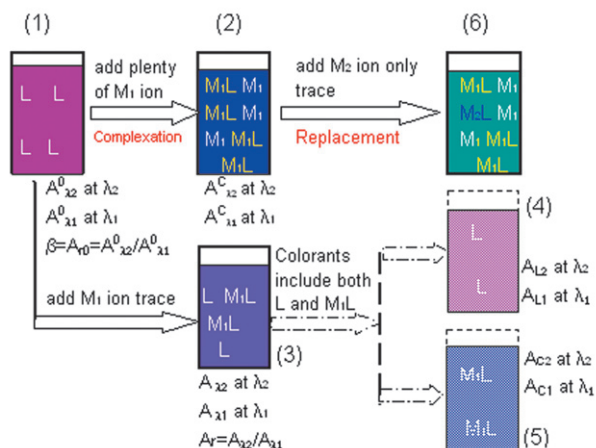 (1)
(2)
(6)
L L
L L
add plenty
of M₁ ion
Complexation
M₁L M₁
M₁L M₁
M₁ M₁L
M₁L
add M₂ ion only
trace
Replacement
M₁L M₁
M₂L M₁
M₁ M₁L
M₁L
A⁰λ2 at λ₂
A⁰λ1 at λ₁
β=Ar0=A⁰λ2/A⁰λ1
Aᶜλ2 at λ₂
Aᶜλ1 at λ₁
add M₁ ion trace
L M₁L
M₁L
L
(3)
Aλ2 at λ₂
Aλ1 at λ₁
Ar=Aλ2/Aλ1
Colorants
include both
L and M₁L
(4)
L
L
AL2 at λ₂
AL1 at λ₁
M₁L
M₁L
(5)
AC2 at λ₂
AC1 at λ₁